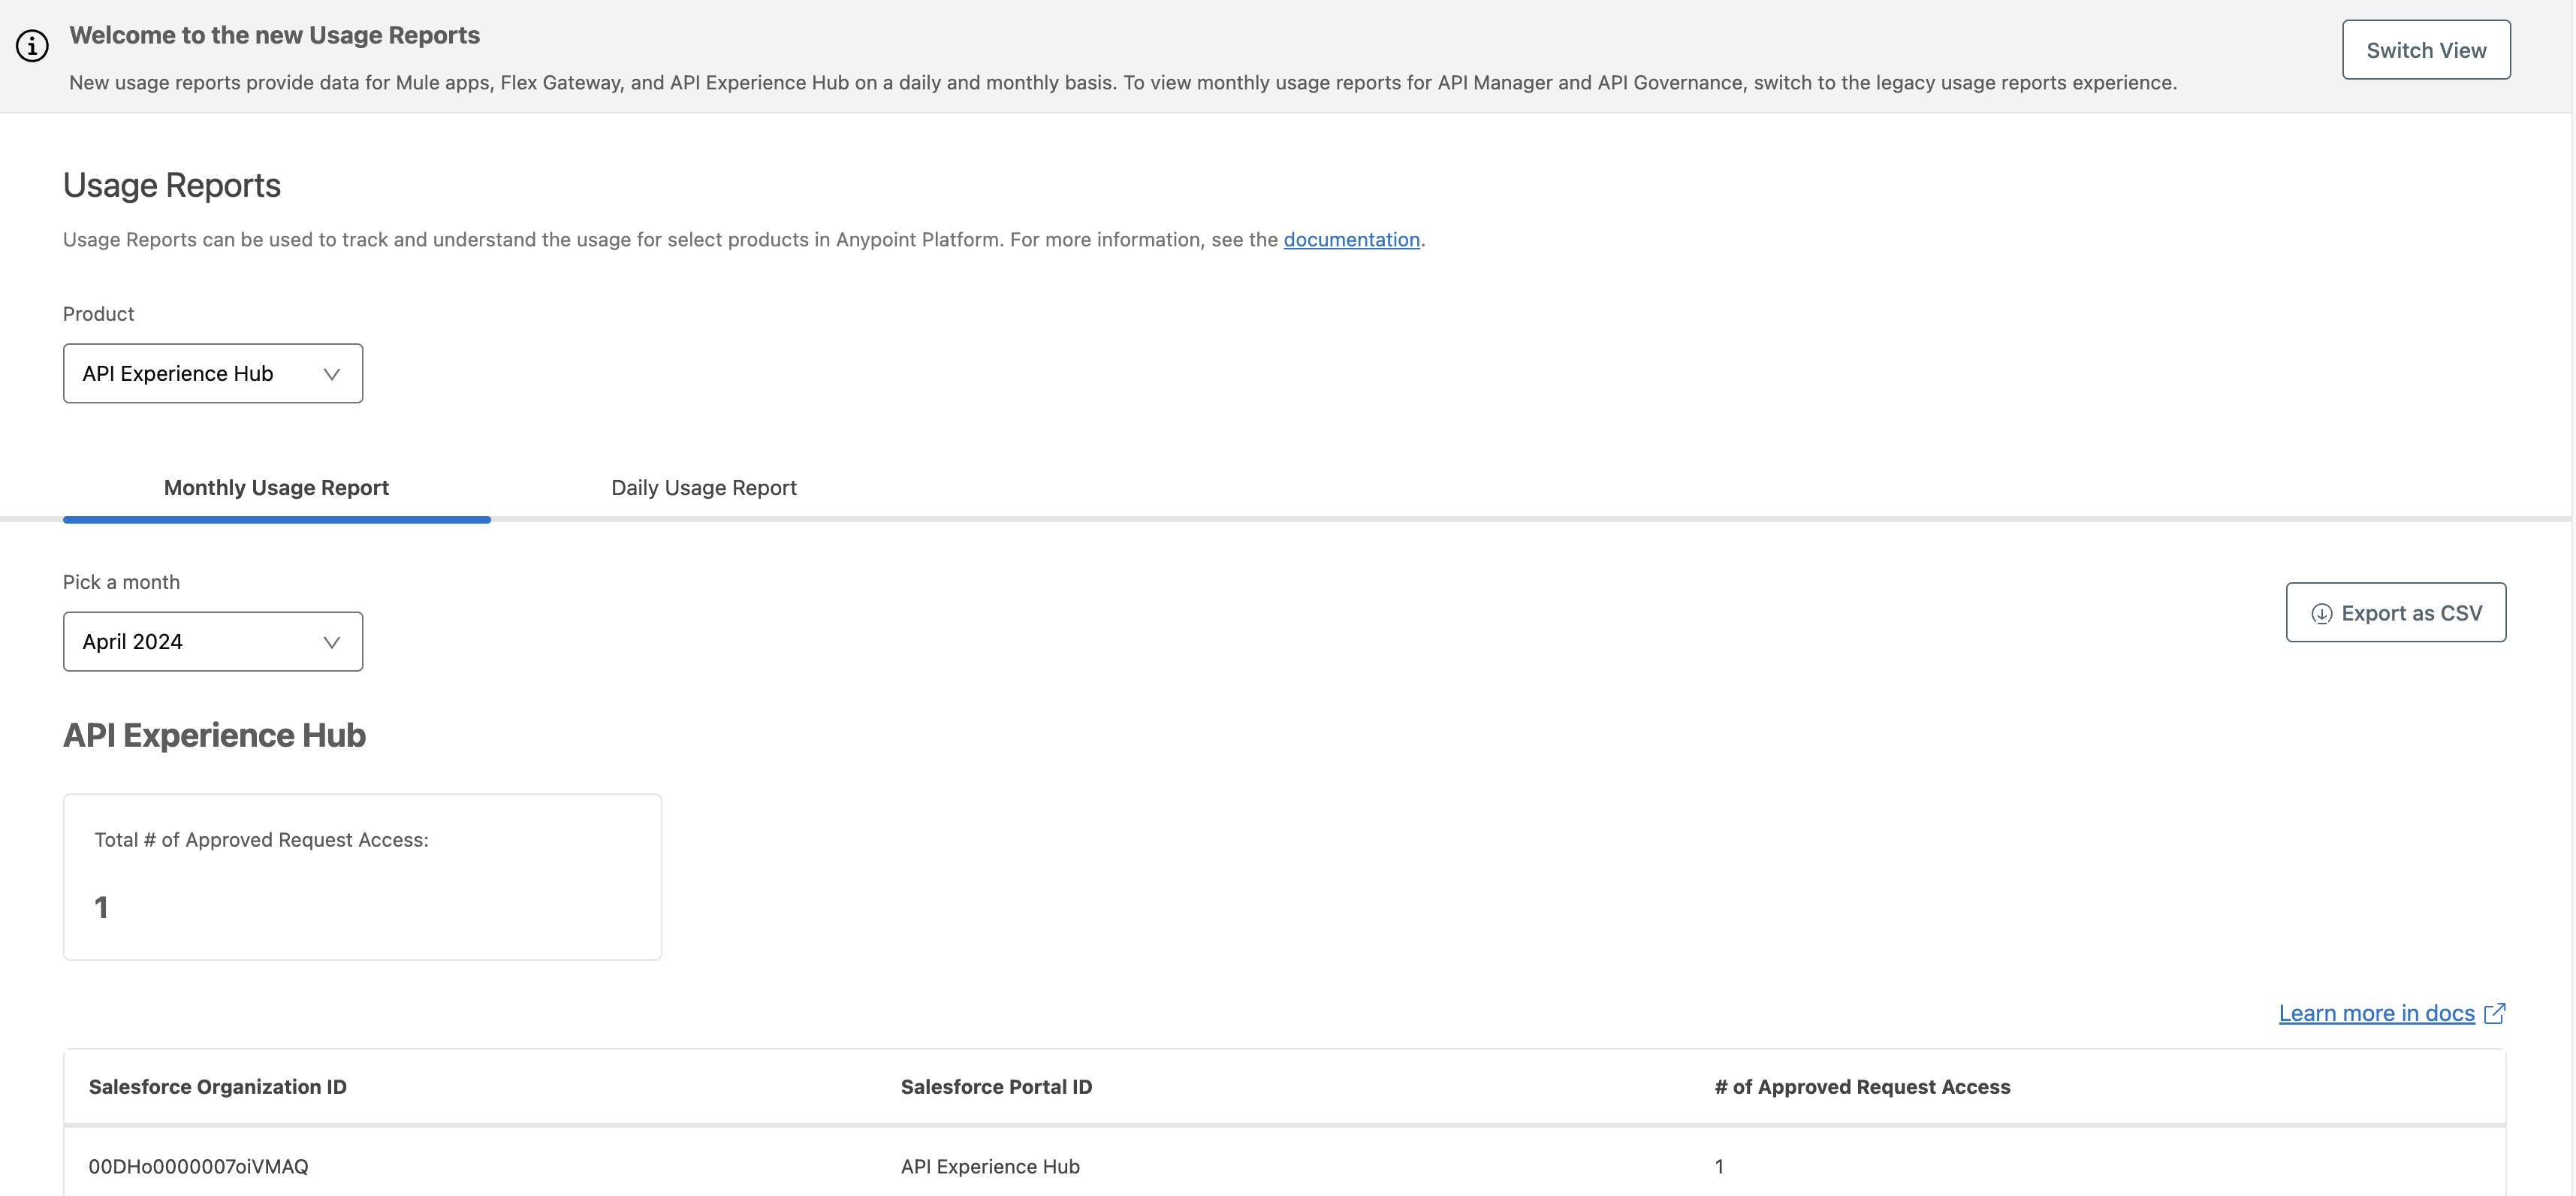 Welcome to the new Usage Reports
Switch View
New usage reports provide data for Mule apps, Flex Gateway, and API Experience Hub on a daily and monthly basis. To view monthly usage reports for API Manager and API Governance, switch to the legacy usage reports experience.
Usage Reports
Usage Reports can be used to track and understand the usage for select products in Anypoint Platform. For more information, see the documentation.
Product
API Experience Hub
Monthly Usage Report
Daily Usage Report
Pick a month
April 2024
Export as CSV
API Experience Hub
Total # of Approved Request Access:
1
Learn more in docs
Salesforce Organization ID
Salesforce Portal ID
# of Approved Request Access
00DHo0000007oiVMAQ
API Experience Hub
1